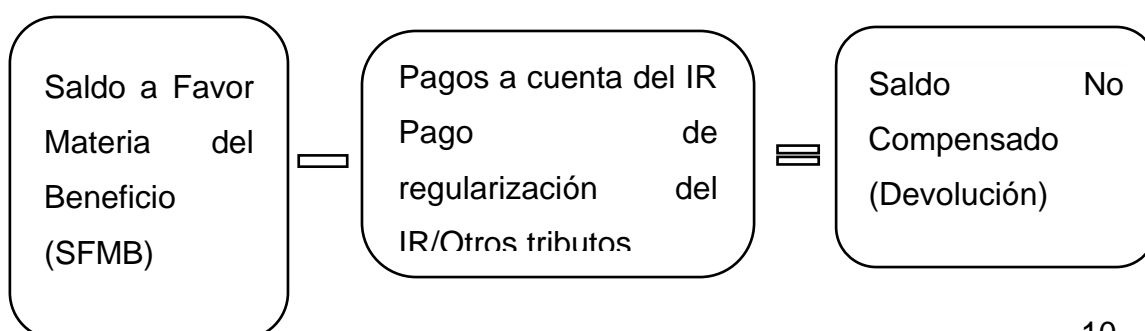 Saldo a Favor
Materia del
Beneficio
(SFMB)
Pagos a cuenta del IR
Pago de
regularización del
IR/Otros tributos
Saldo No
Compensado
(Devolución)
10